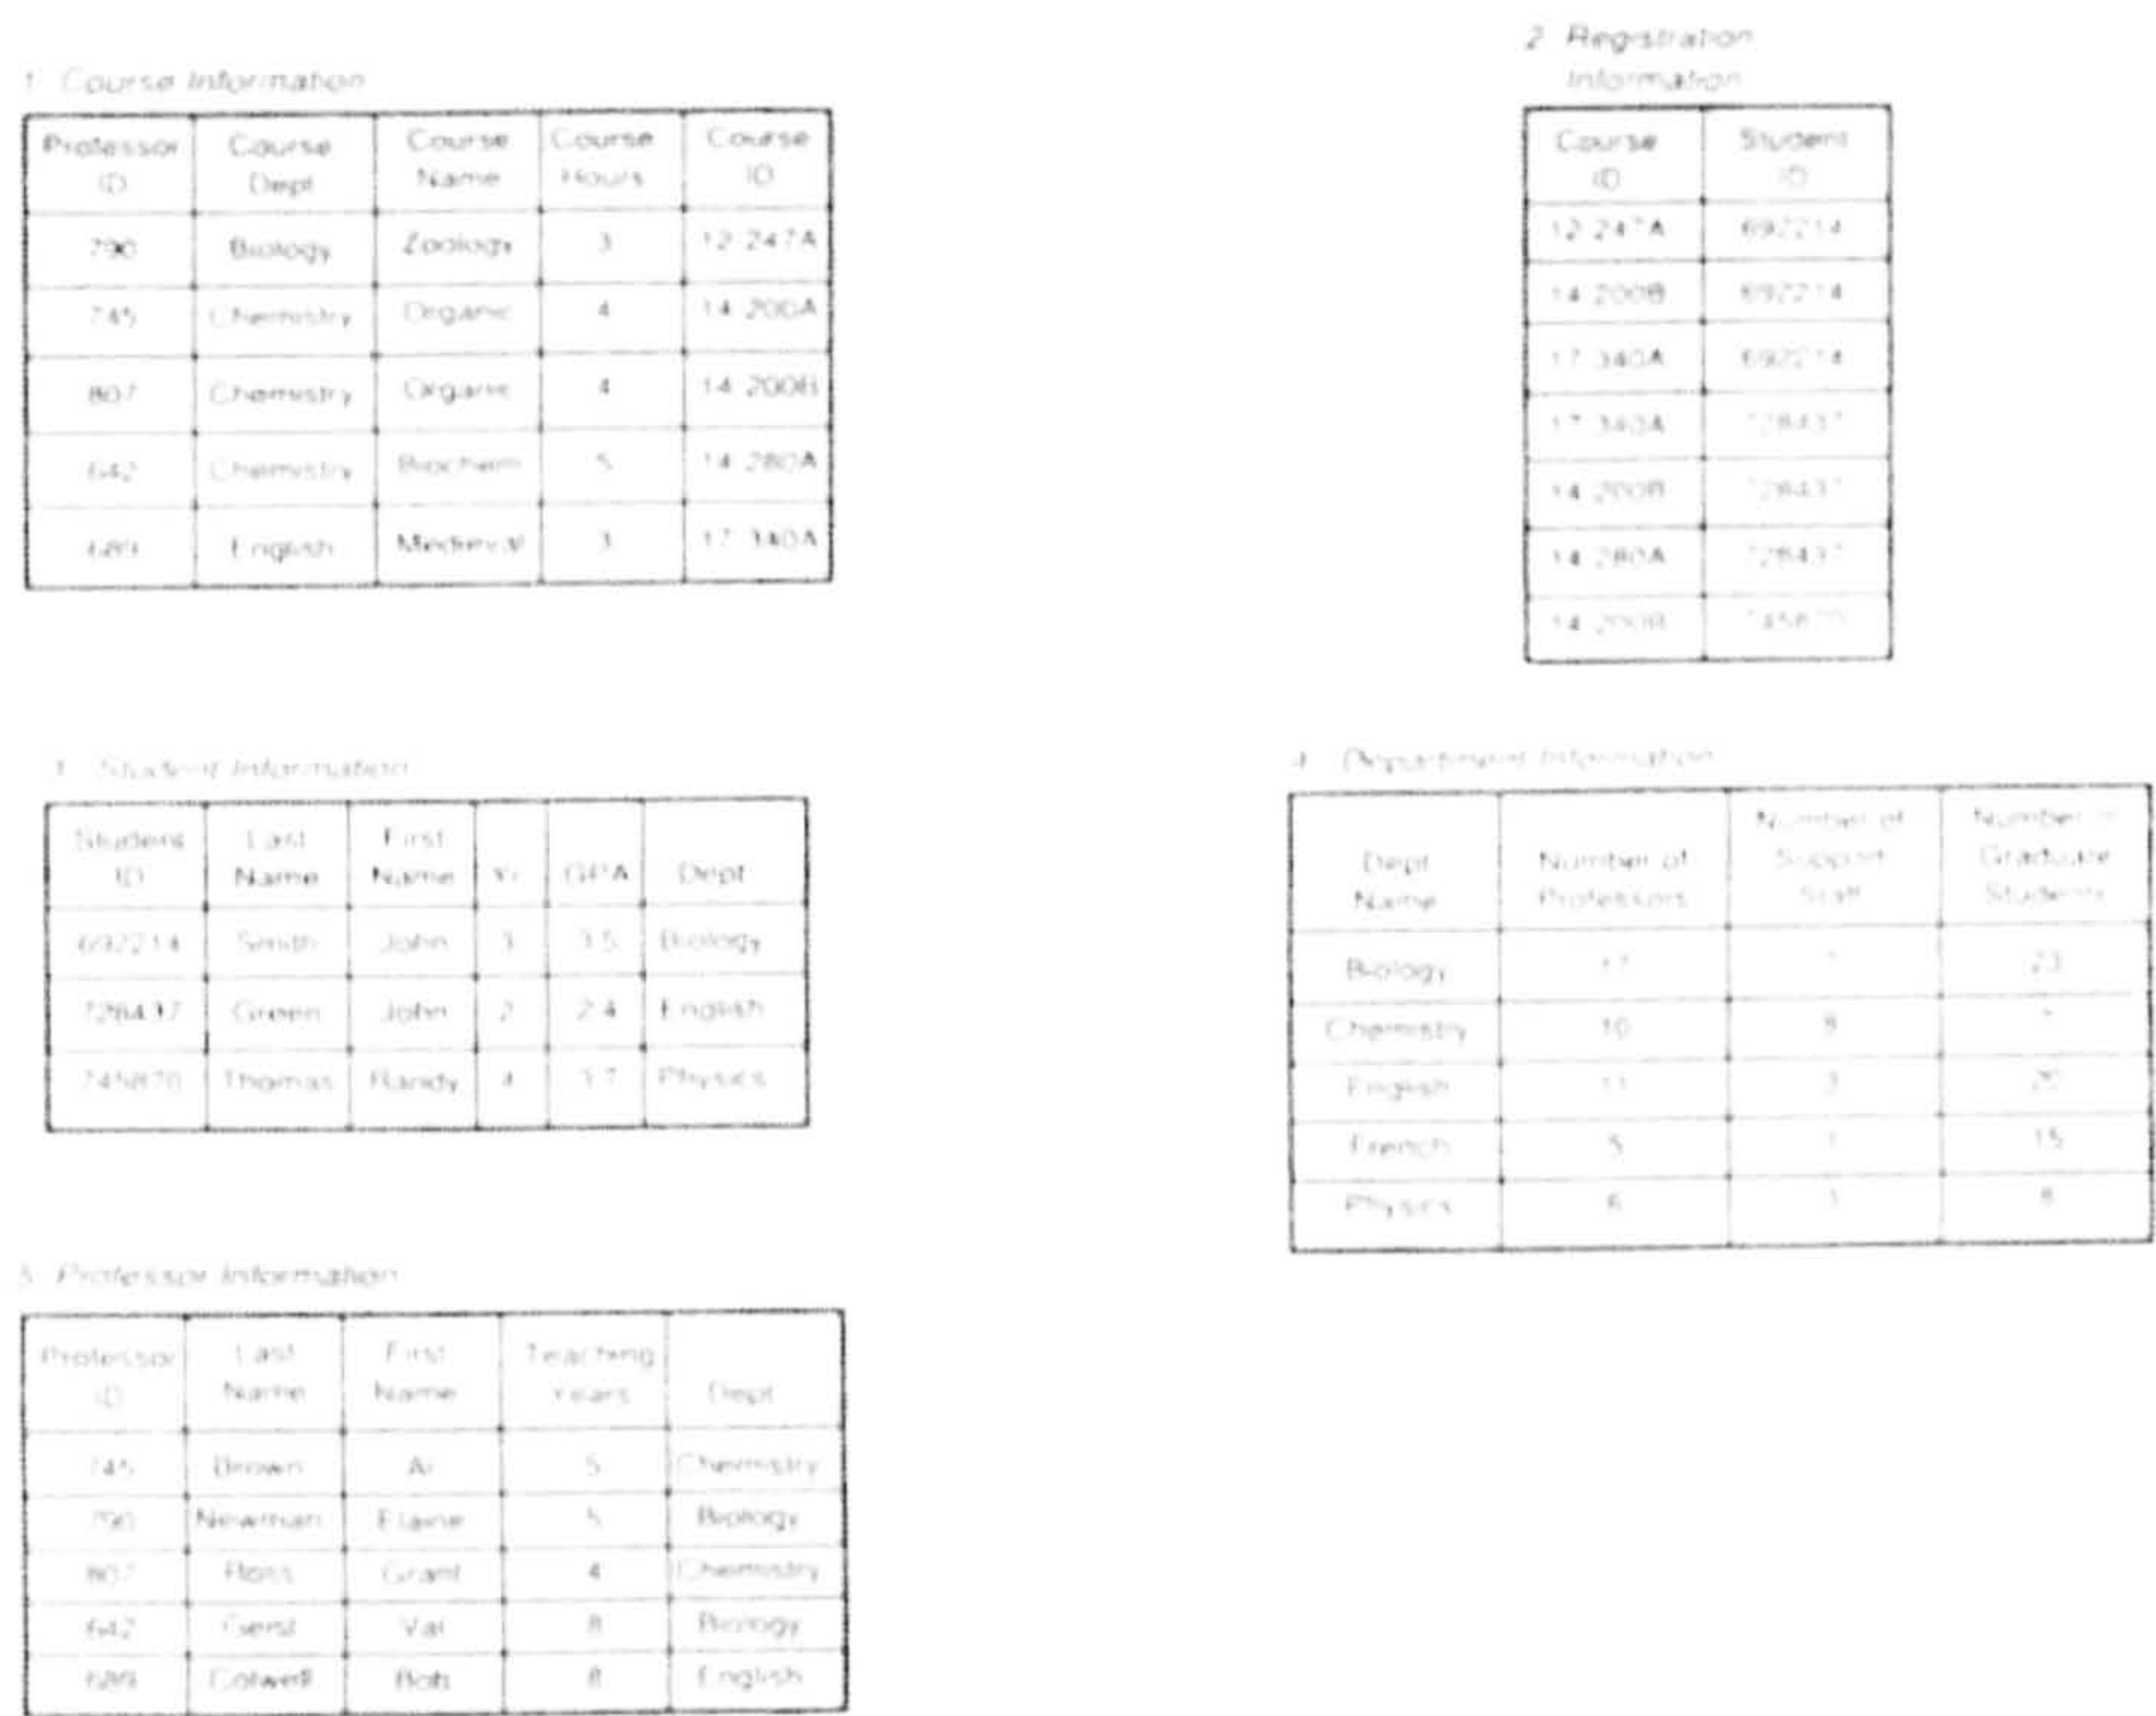 1 Course Information
Professor ID | Course Dept | Course Name | Course Hours | Course ID
790 | Biology | Zoology | 3 | 12 247A
745 | Chemistry | Organic | 4 | 14 200A
807 | Chemistry | Organic | 4 | 14 200B
642 | Chemistry | Biochem | 5 | 14 280A
689 | English | Medieval | 3 | 17 340A
2 Registration
Information
Course ID | Student ID
12 247A | 692214
14 200B | 692214
17 340A | 692214
17 340A | 728437
14 200B | 728437
14 280A | 728437
14 200B | 745870
3 Student Information
Student ID | Last Name | First Name | Yr | GPA | Dept
692214 | Smith | John | 3 | 3.5 | Biology
728437 | Green | John | 2 | 2.4 | English
745870 | Thomas | Randy | 4 | 3.7 | Physics
4 Department Information
Dept Name | Number of Professors | Number of Support Staff | Number of Graduate Students
Biology | 17 | 23
Chemistry | 10 | 8
English | 11 | 3 | 20
French | 5 | 1 | 15
Physics | 6 | 8
5 Professor Information
Professor ID | Last Name | First Name | Teaching Years | Dept
745 | Brown | Al | 5 | Chemistry
790 | Newman | Elaine | 5 | Biology
807 | Ross | Grant | 4 | Chemistry
642 | Geist | Val | 8 | Biology
689 | Colwell | Bob | 8 | English